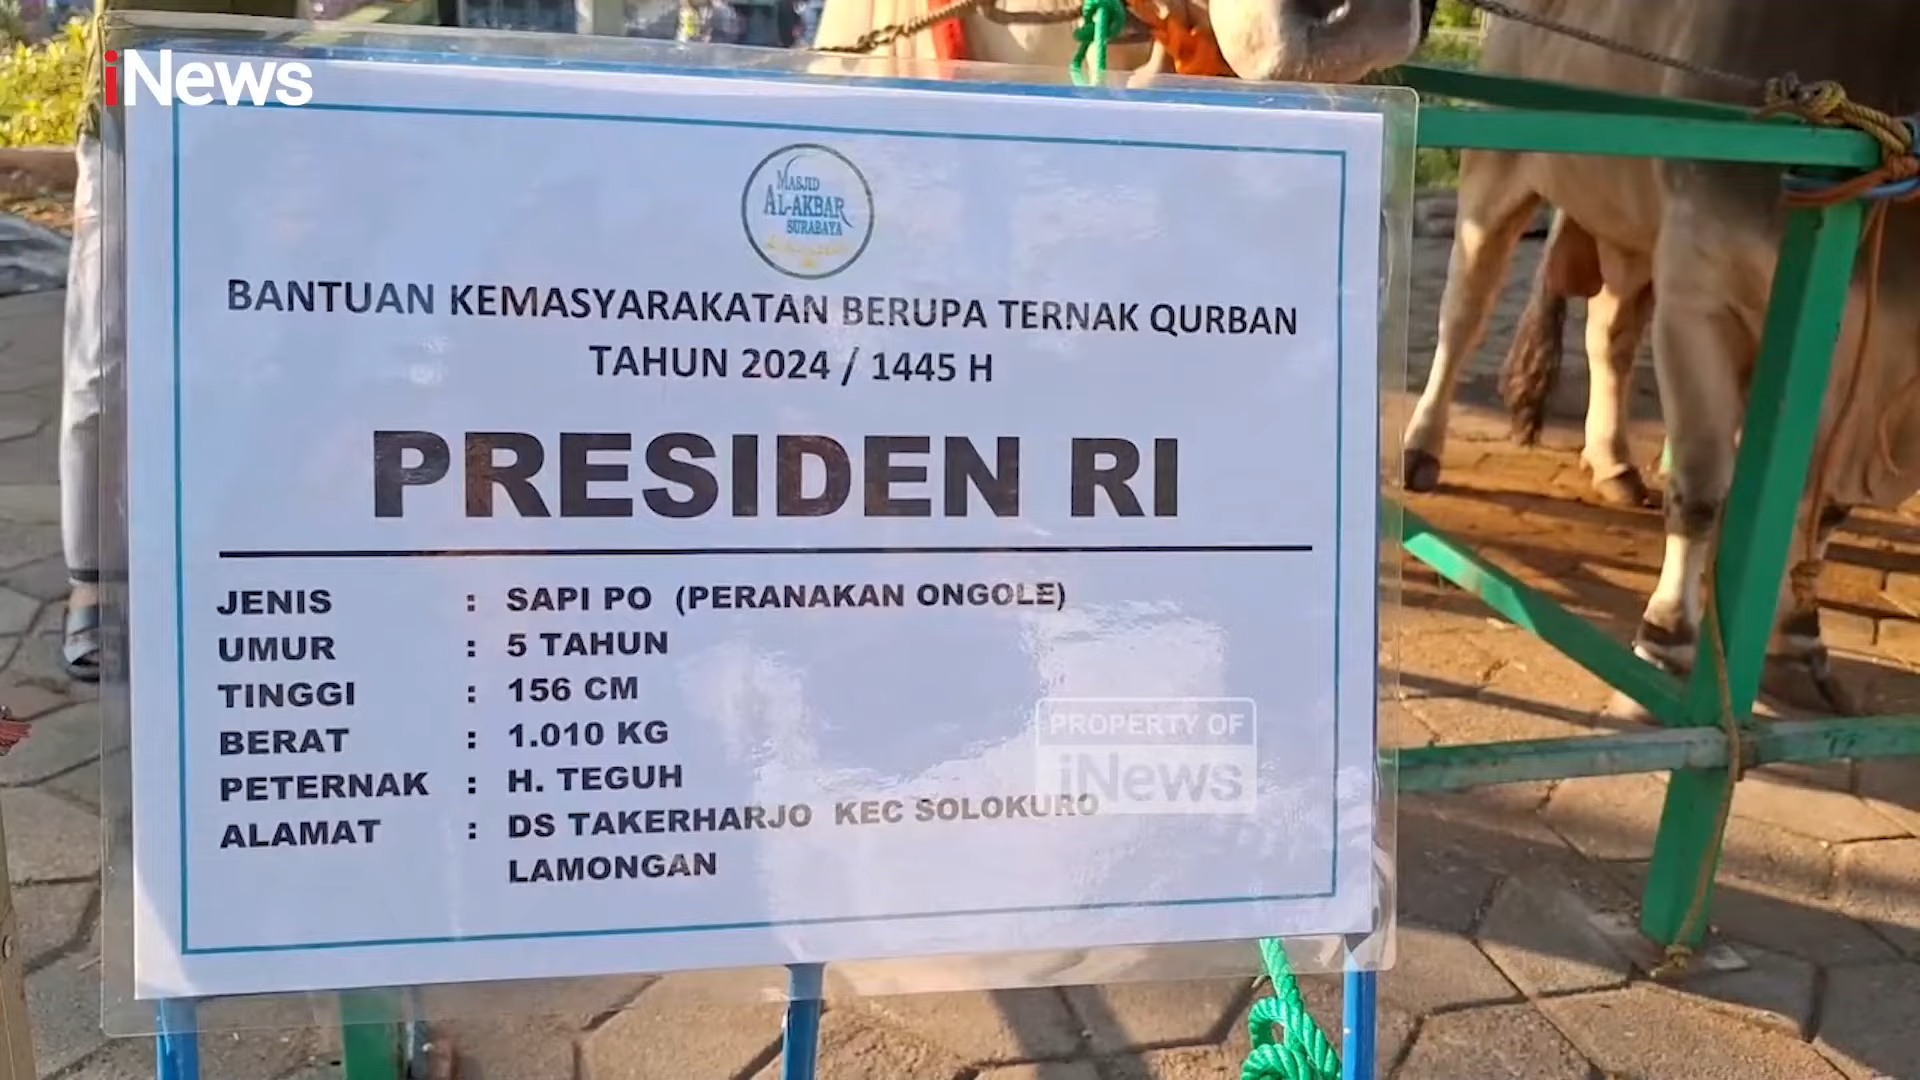 iNews
MASJID
AL-AKBAR
SURABAYA
BANTUAN KEMASYARAKATAN BERUPA TERNAK QURBAN
TAHUN 2024 / 1445 H
PRESIDEN RI
JENIS : SAPI PO (PERANAKAN ONGOLE)
UMUR : 5 TAHUN
TINGGI : 156 CM
BERAT : 1.010 KG
PETERNAK : H. TEGUH
ALAMAT : DS TAKERHARJO KEC SOLOKURO
LAMONGAN
PROPERTY OF
iNews